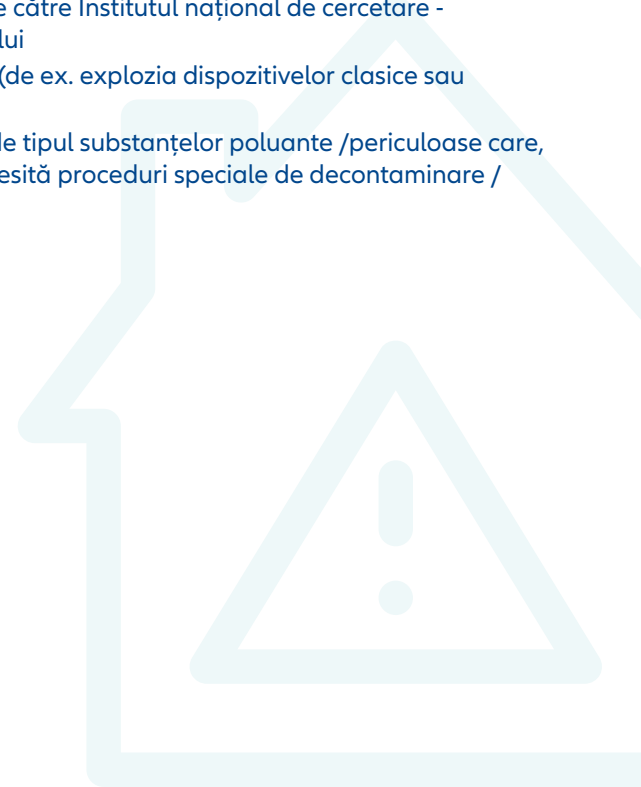 către Institutul național de cercetare -
lui
(de ex. explozia dispozitivelor clasice sau
de tipul substanțelor poluante /periculoase care,
esită proceduri speciale de decontaminare /